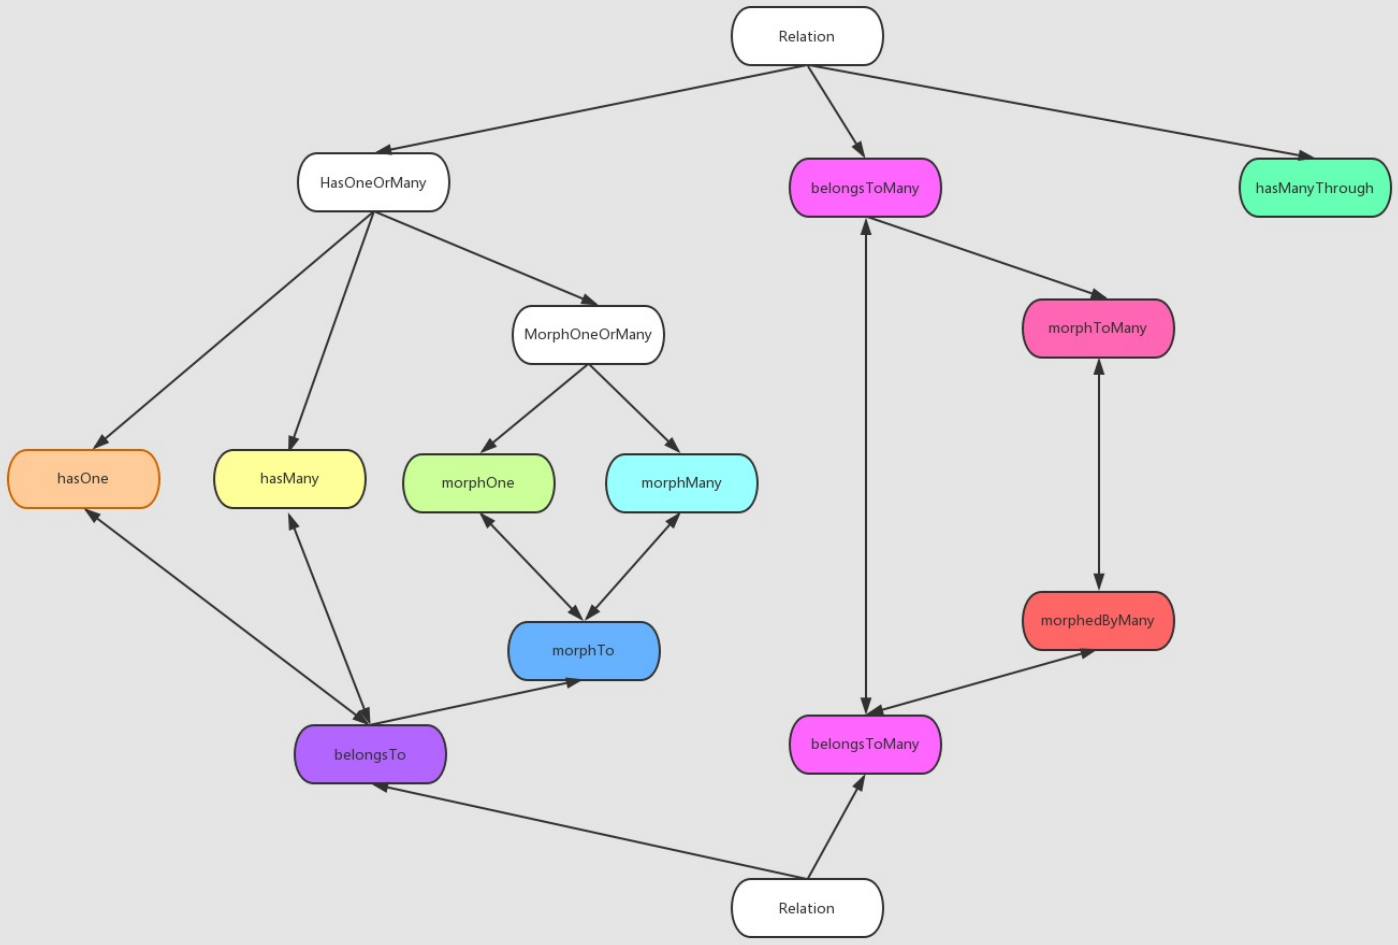 Relation
HasOneOrMany
belongsToMany
hasManyThrough
MorphOneOrMany
morphToMany
hasOne
hasMany
morphOne
morphMany
morphTo
morphedByMany
belongsTo
belongsToMany
Relation